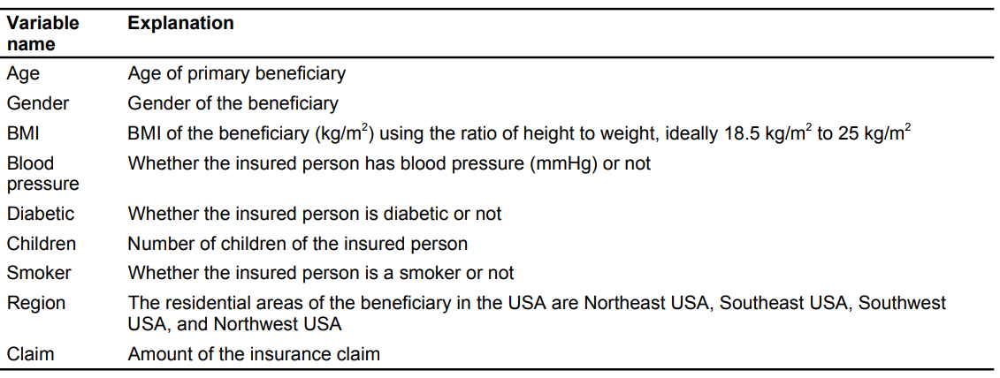 Variable name Explanation
Age Age of primary beneficiary
Gender Gender of the beneficiary
BMI BMI of the beneficiary (kg/m²) using the ratio of height to weight, ideally 18.5 kg/m² to 25 kg/m²
Blood pressure Whether the insured person has blood pressure (mmHg) or not
Diabetic Whether the insured person is diabetic or not
Children Number of children of the insured person
Smoker Whether the insured person is a smoker or not
Region The residential areas of the beneficiary in the USA are Northeast USA, Southeast USA, Southwest
USA, and Northwest USA
Claim Amount of the insurance claim